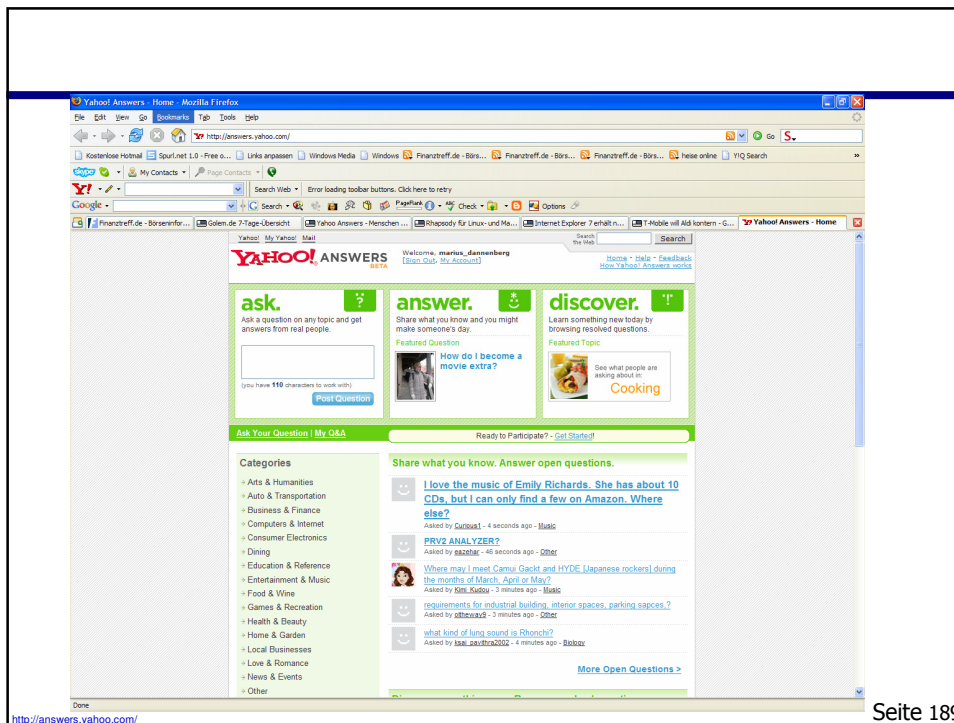 Yahoo! Answers - Home - Mozilla Firefox
File Edit View Go Bookmarks Tab Tools Help
http://answers.yahoo.com/ Go
Kostenlose Hotmail Spurl.net 1.0 - Free o... Links anpassen Windows Media Windows Finanztreff.de - Börs... Finanztreff.de - Börs... Finanztreff.de - Börs... heise online Y!Q Search
My Contacts Page Contacts
Y! Search Web Error loading toolbar buttons. Click here to retry
Google Search PageRank Check Options
Finanztreff.de - Börseninfor... Golem.de 7-Tage-Übersicht Yahoo Answers - Menschen ... Rhapsody für Linux- und Ma... Internet Explorer 7 erhält n... T-Mobile will Aldi kontern - G... Yahoo! Answers - Home
Yahoo! My Yahoo! Mail
Search the Web Search
YAHOO! ANSWERS BETA
Welcome, marius_dannenberg
[Sign Out, My Account]
Home - Help - Feedback
How Yahoo! Answers works
ask.
Ask a question on any topic and get
answers from real people.
(you have 110 characters to work with)
Post Question
answer.
Share what you know and you might
make someone's day.
Featured Question
How do I become a
movie extra?
discover.
Learn something new today by
browsing resolved questions.
Featured Topic
See what people are
asking about in:
Cooking
Ask Your Question | My Q&A
Ready to Participate? - Get Started!
Categories
Arts & Humanities
Auto & Transportation
Business & Finance
Computers & Internet
Consumer Electronics
Dining
Education & Reference
Entertainment & Music
Food & Wine
Games & Recreation
Health & Beauty
Home & Garden
Local Businesses
Love & Romance
News & Events
Other
Share what you know. Answer open questions.
I love the music of Emily Richards. She has about 10
CDs, but I can only find a few on Amazon. Where
else?
Asked by Curious1 - 4 seconds ago - Music
PRV2 ANALYZER?
Asked by eazehar - 46 seconds ago - Other
Where may I meet Camui Gackt and HYDE [Japanese rockers] during
the months of March, April or May?
Asked by Kimi_Kudou - 3 minutes ago - Music
requirements for industrial building, interior spaces, parking sapces,?
Asked by oltheway9 - 3 minutes ago - Other
what kind of lung sound is Rhonchi?
Asked by ksai_pavithra2002 - 4 minutes ago - Biology
More Open Questions >
Done
http://answers.yahoo.com/
Seite 189